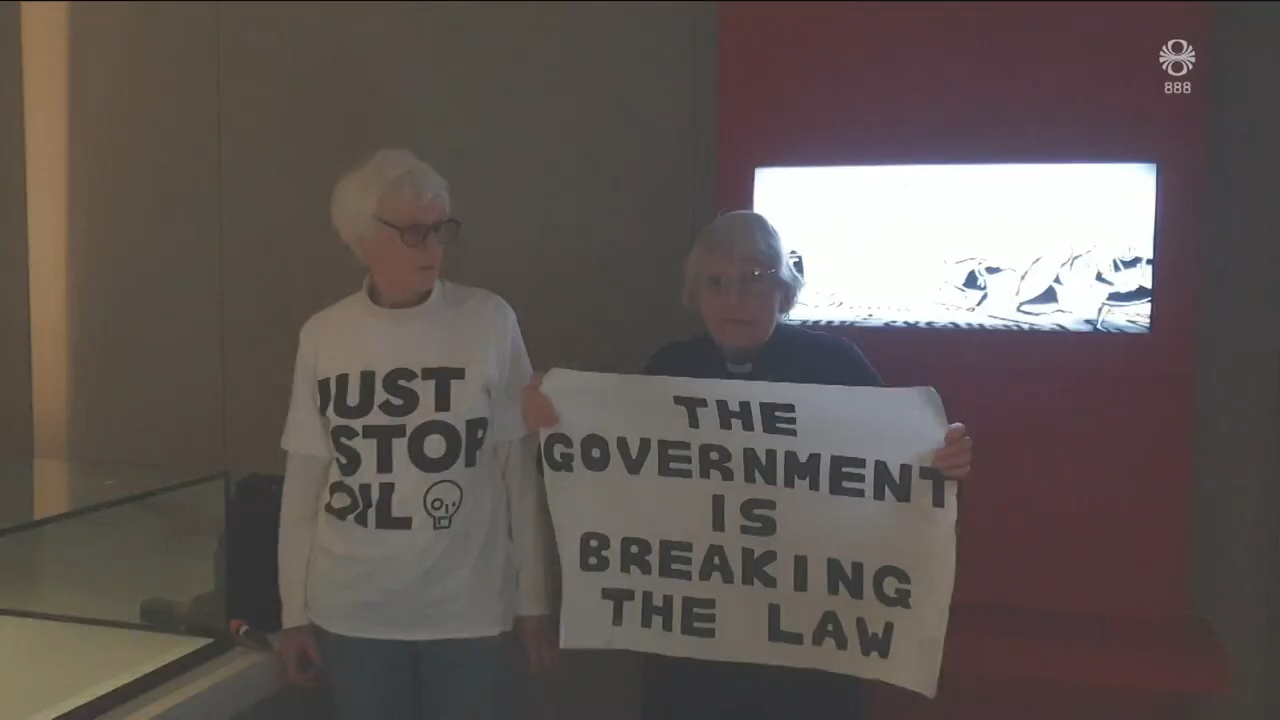 888
JUST
STOP
OIL
THE
GOVERNMENT
IS
BREAKING
THE LAW